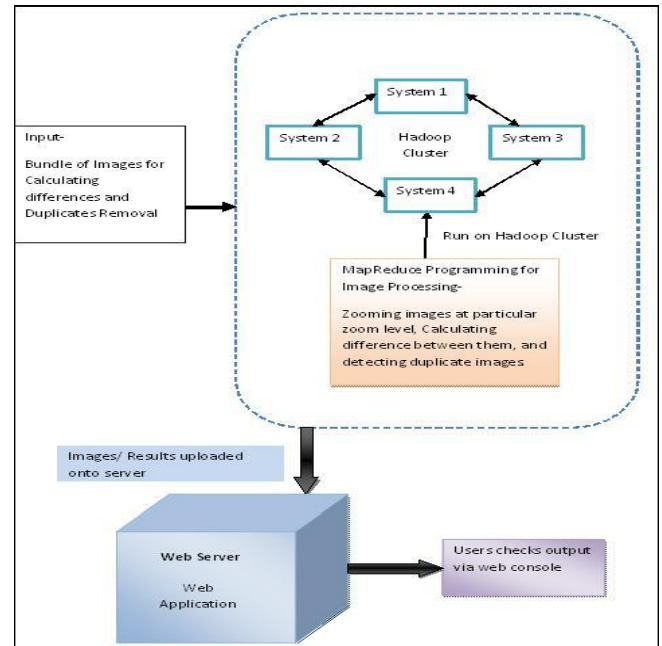 System 1
System 2
Hadoop
Cluster
System 3
System 4
Input-
Bundle of Images for
Calculating
differences and
Duplicates Removal
Run on Hadoop Cluster
MapReduce Programming for
Image Processing-
Zooming images at particular
zoom level, Calculating
difference between them, and
detecting duplicate images
Images/ Results uploaded
onto server
Web Server
Web
Application
Users checks output
via web console